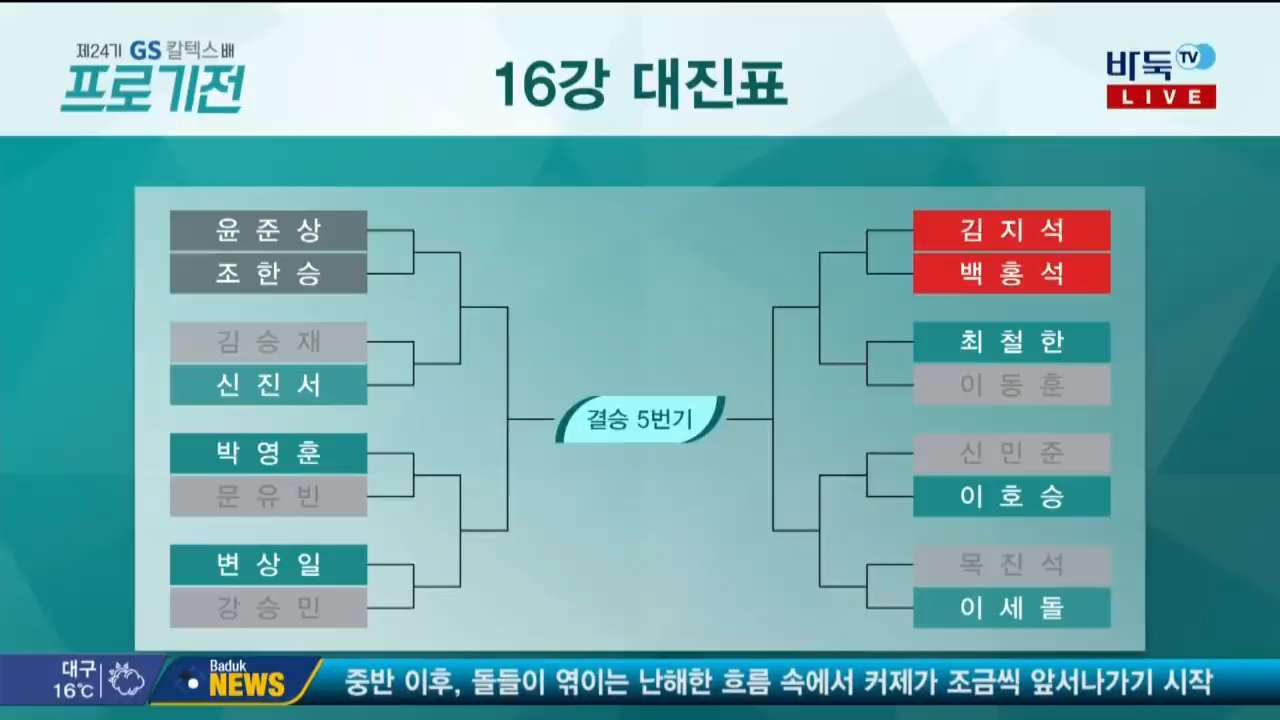 제24기 GS칼텍스배
프로기전
16강 대진표
바둑TV
LIVE
윤준상
조한승
김승재
신진서
박영훈
문유빈
변상일
강승민
결승 5번기
김지석
백홍석
최철한
이동훈
신민준
이호승
목진석
이세돌
대구
16℃
Baduk
NEWS
중반 이후, 돌들이 엮이는 난해한 흐름 속에서 커제가 조금씩 앞서나가기 시작